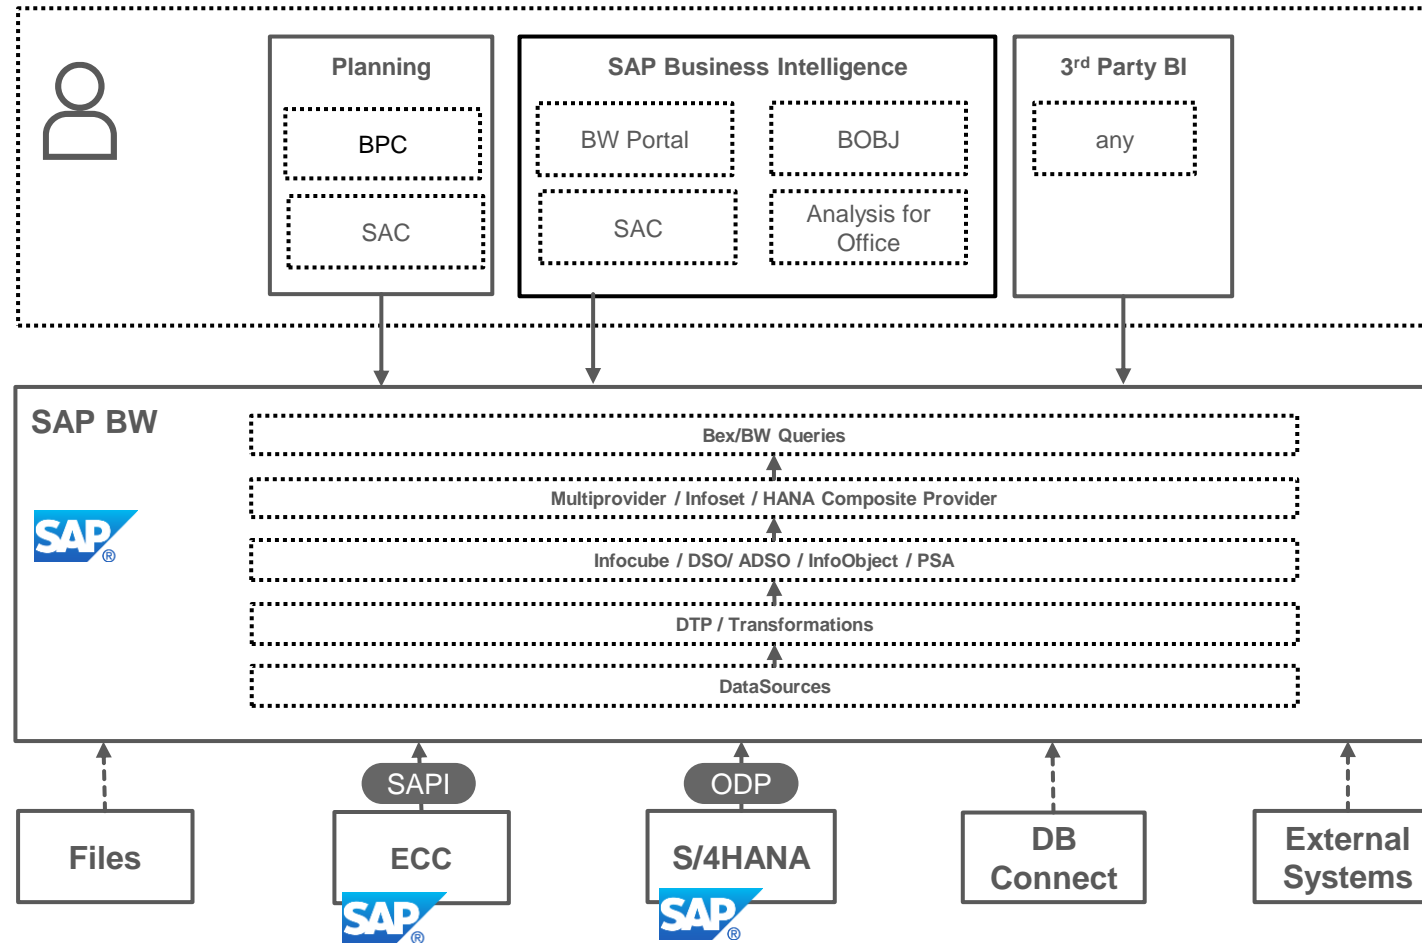 Planning
SAP Business Intelligence
3rd Party BI
BPC
BW Portal
BOBJ
any
SAC
SAC
Analysis for
Office
SAP BW
Bex/BW Queries
Multiprovider / Infoset / HANA Composite Provider
SAP®
Infocube / DSO/ ADSO / InfoObject / PSA
DTP / Transformations
DataSources
SAPI
ODP
Files
ECC
S/4HANA
DB
Connect
External
Systems
SAP®
SAP®